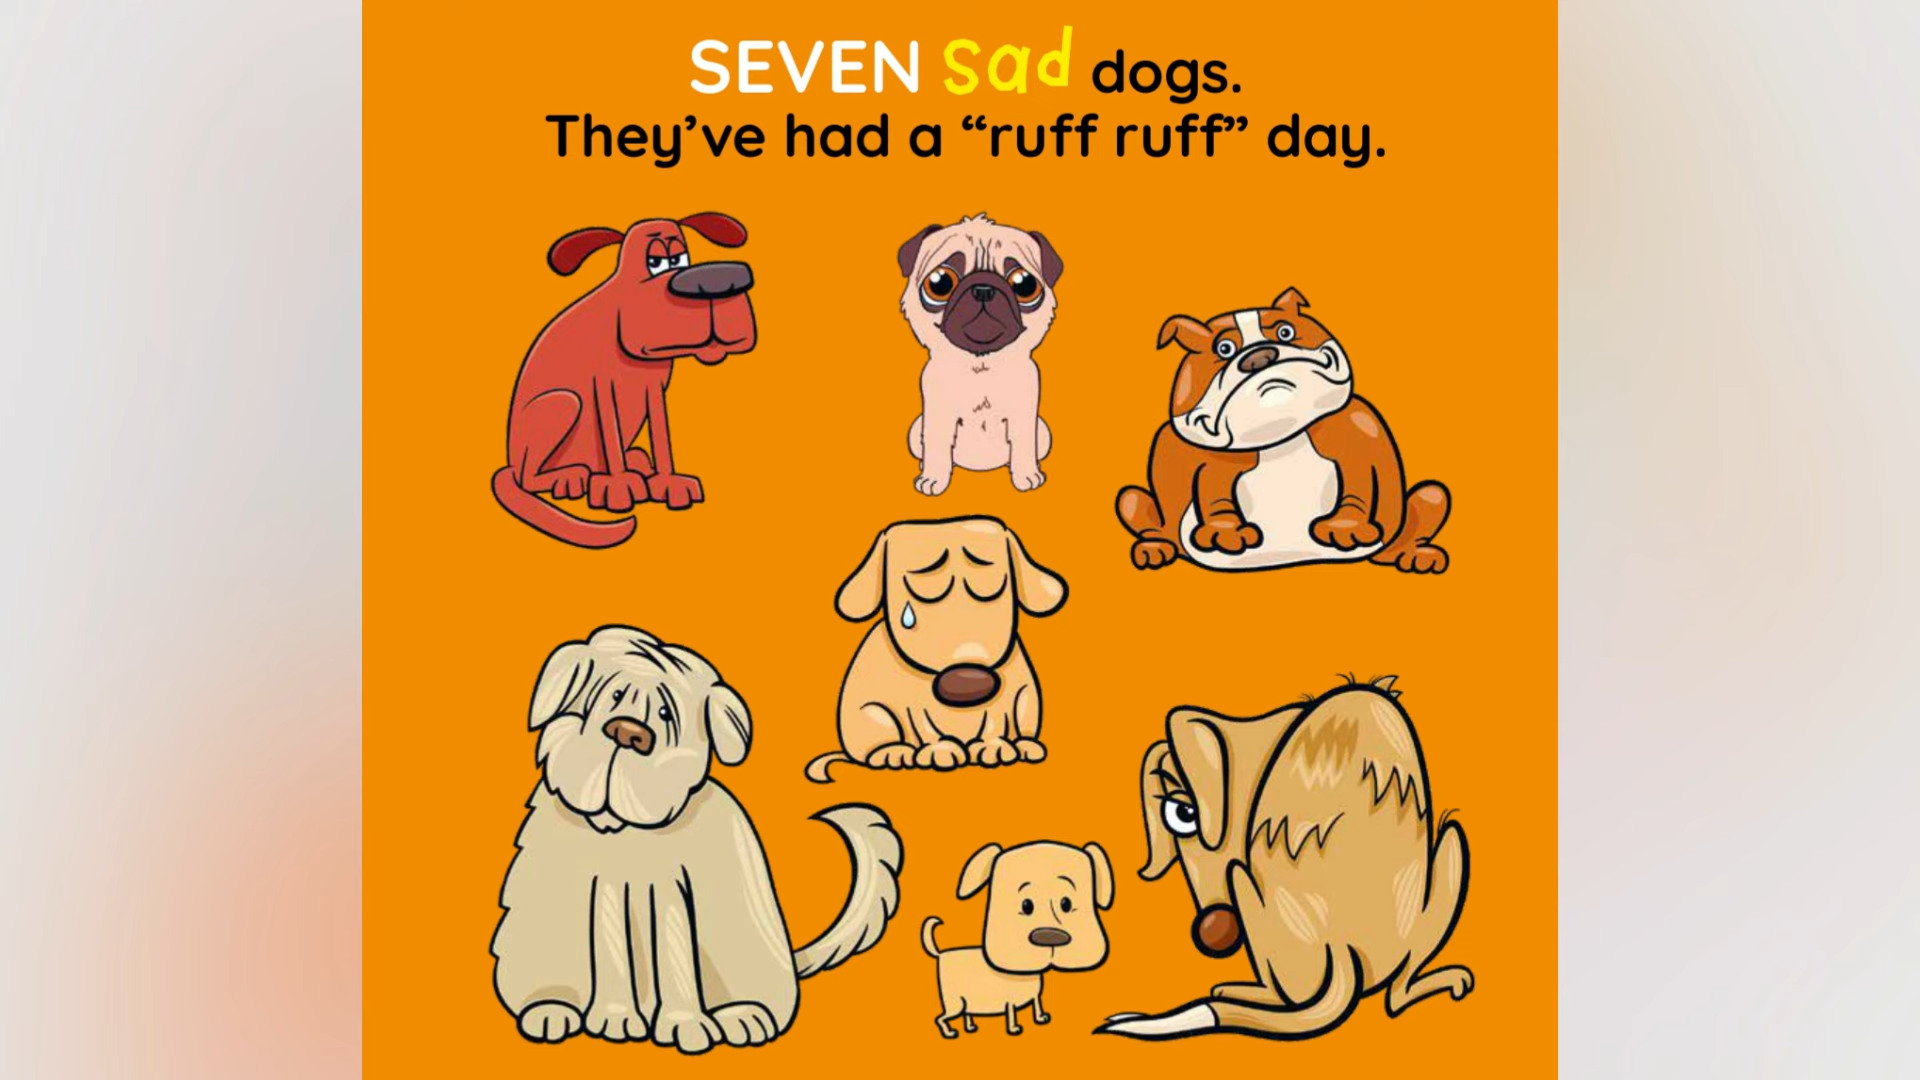 SEVEN sad dogs.
They’ve had a “ruff ruff” day.